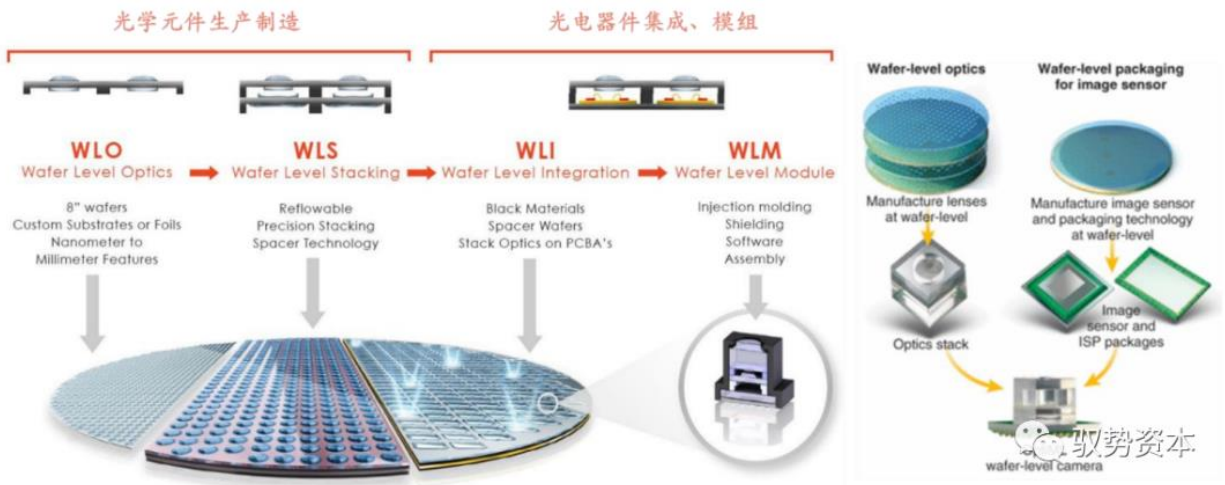 光学元件生产制造
光电器件集成、模组
WLO
Wafer Level Optics
WLS
Wafer Level Stacking
WLI
Wafer Level Integration
WLM
Wafer Level Module
8” wafers
Custom Substrates or Foils
Nanometer to
Millimeter Features
Reflowable
Precision Stacking
Spacer Technology
Black Materials
Spacer Wafers
Stack Optics on PCBA's
Injection molding
Shielding
Software
Assembly
Wafer-level optics
Wafer-level packaging
for image sensor
Manufacture lenses
at wafer-level
Manufacture image sensor
and packaging technology
at wafer-level
Optics stack
Image
sensor and
ISP packages
wafer-level camera
驭势资本